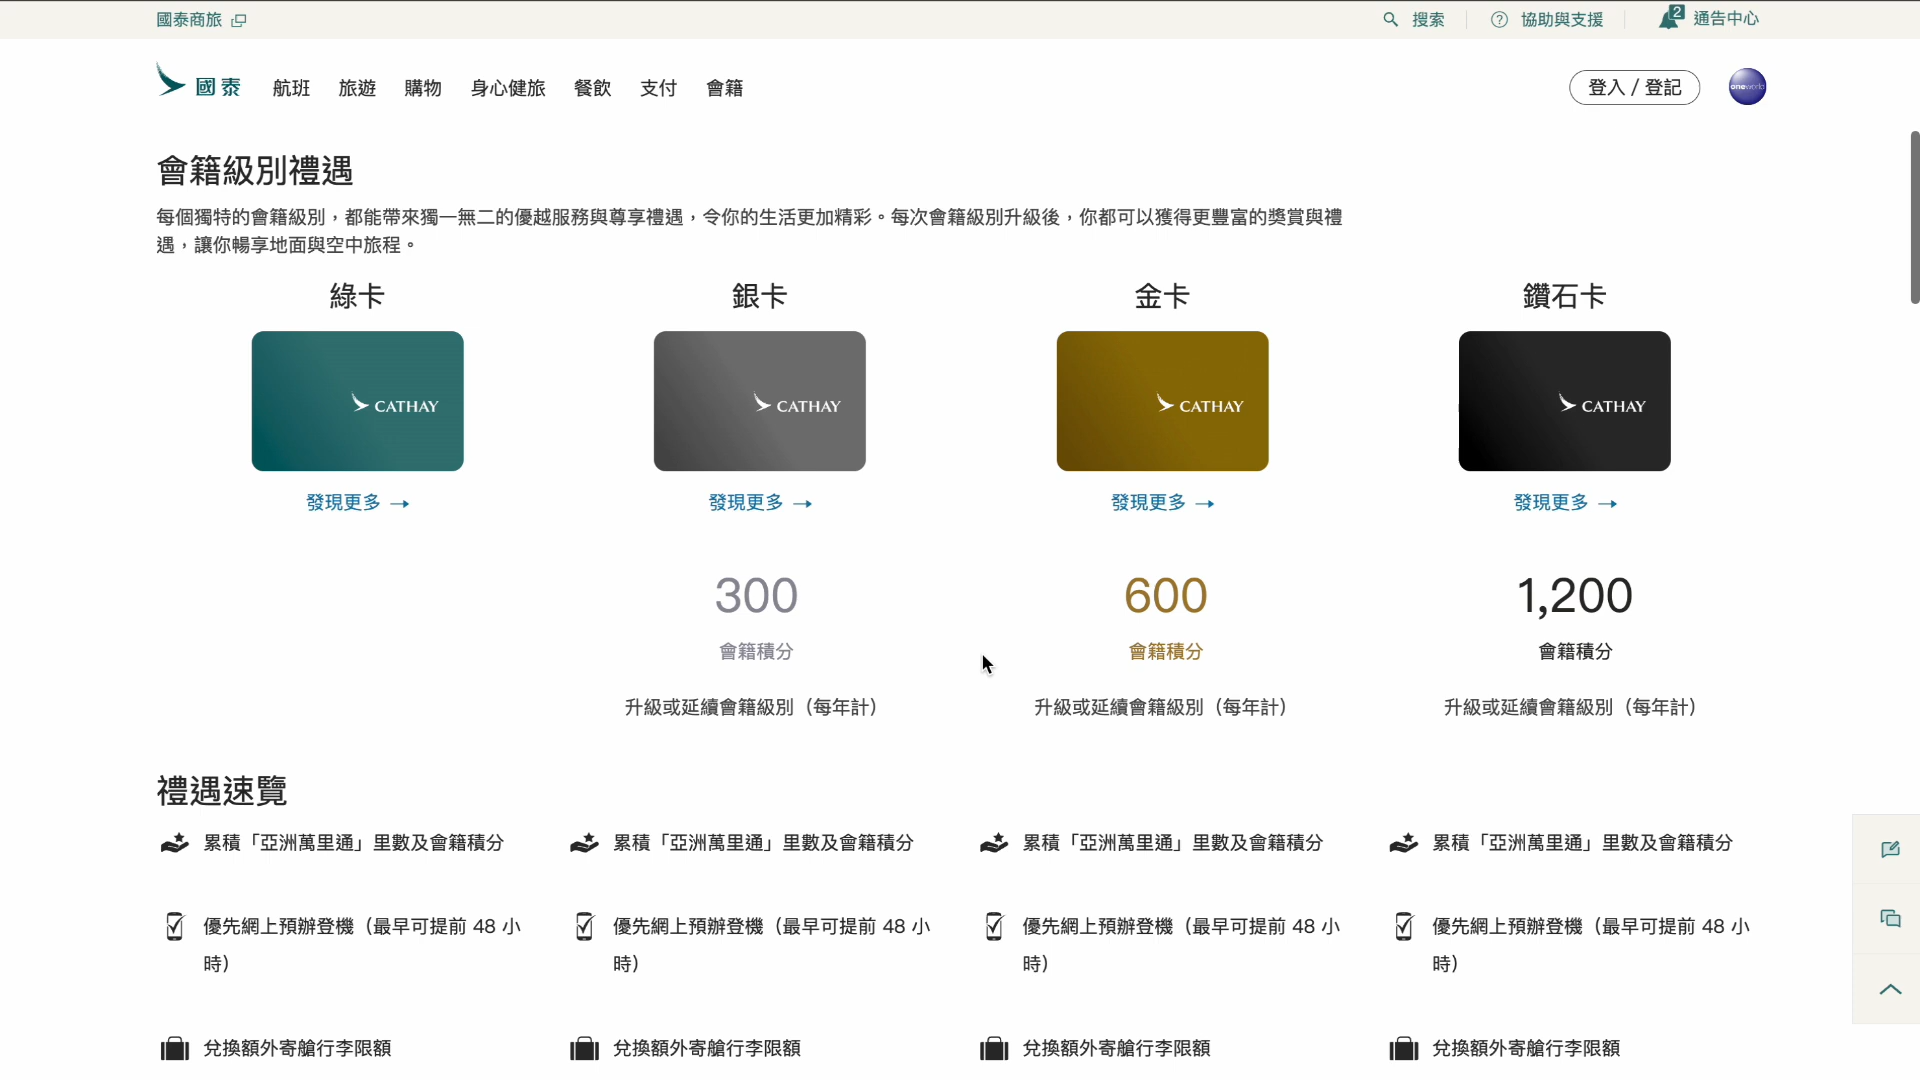 國泰商旅
搜索
協助與支援
2
通告中心
國泰
航班
旅遊
購物
身心健旅
餐飲
支付
會籍
登入 / 登記
oneworld
會籍級別禮遇
每個獨特的會籍級別，都能帶來獨一無二的優越服務與尊享禮遇，令你的生活更加精彩。每次會籍級別升級後，你都可以獲得更豐富的獎賞與禮
遇，讓你暢享地面與空中旅程。
綠卡
銀卡
金卡
鑽石卡
CATHAY
CATHAY
CATHAY
CATHAY
發現更多 →
發現更多 →
發現更多 →
發現更多 →
300
600
1,200
會籍積分
會籍積分
會籍積分
升級或延續會籍級別（每年計）
升級或延續會籍級別（每年計）
升級或延續會籍級別（每年計）
禮遇速覽
累積「亞洲萬里通」里數及會籍積分
累積「亞洲萬里通」里數及會籍積分
累積「亞洲萬里通」里數及會籍積分
累積「亞洲萬里通」里數及會籍積分
優先網上預辦登機（最早可提前 48 小
時）
優先網上預辦登機（最早可提前 48 小
時）
優先網上預辦登機（最早可提前 48 小
時）
優先網上預辦登機（最早可提前 48 小
時）
兌換額外寄艙行李限額
兌換額外寄艙行李限額
兌換額外寄艙行李限額
兌換額外寄艙行李限額